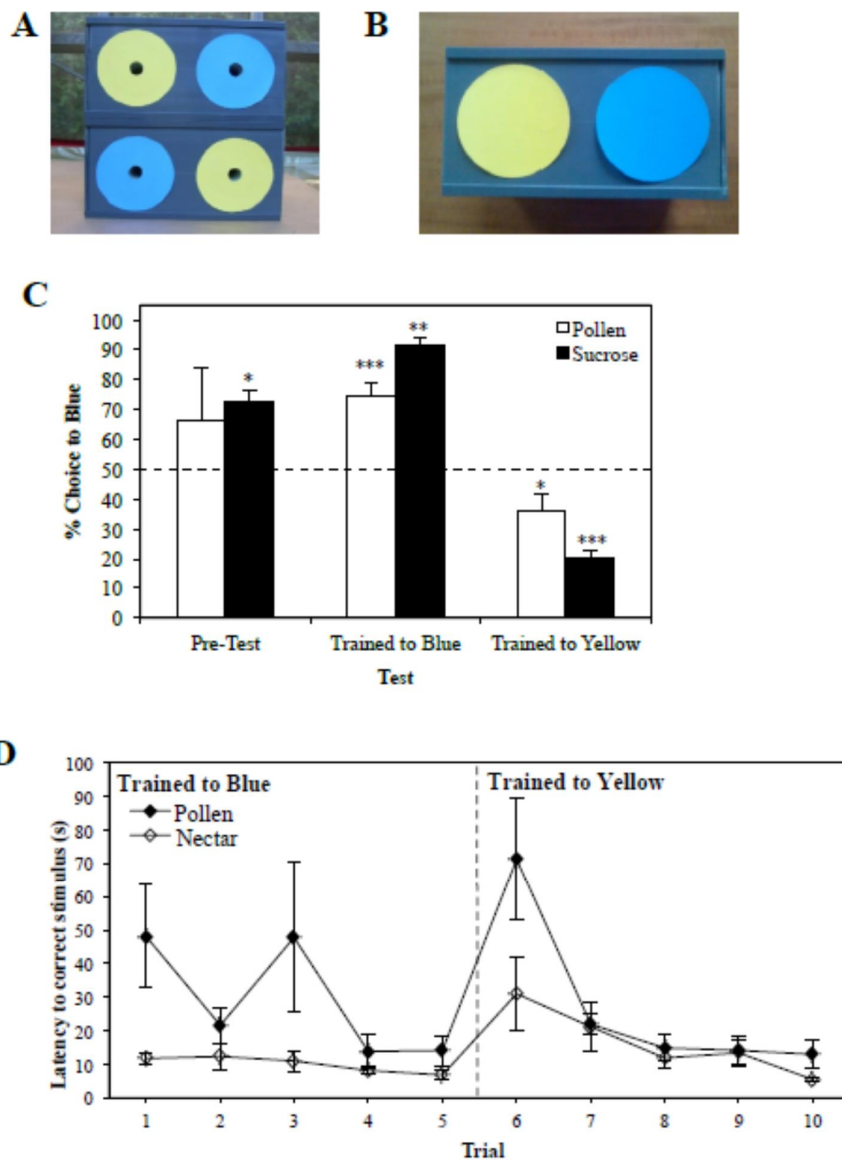 A
B
C
% Choice to Blue
100
90
80
70
60
50
40
30
20
10
0
Pollen
Sucrose
*
***
**
*
***
Pre-Test
Trained to Blue
Trained to Yellow
Test
D
Latency to correct stimulus (s)
100
90
80
70
60
50
40
30
20
10
0
Trained to Blue
Pollen
Nectar
Trained to Yellow
1 2 3 4 5 6 7 8 9 10
Trial